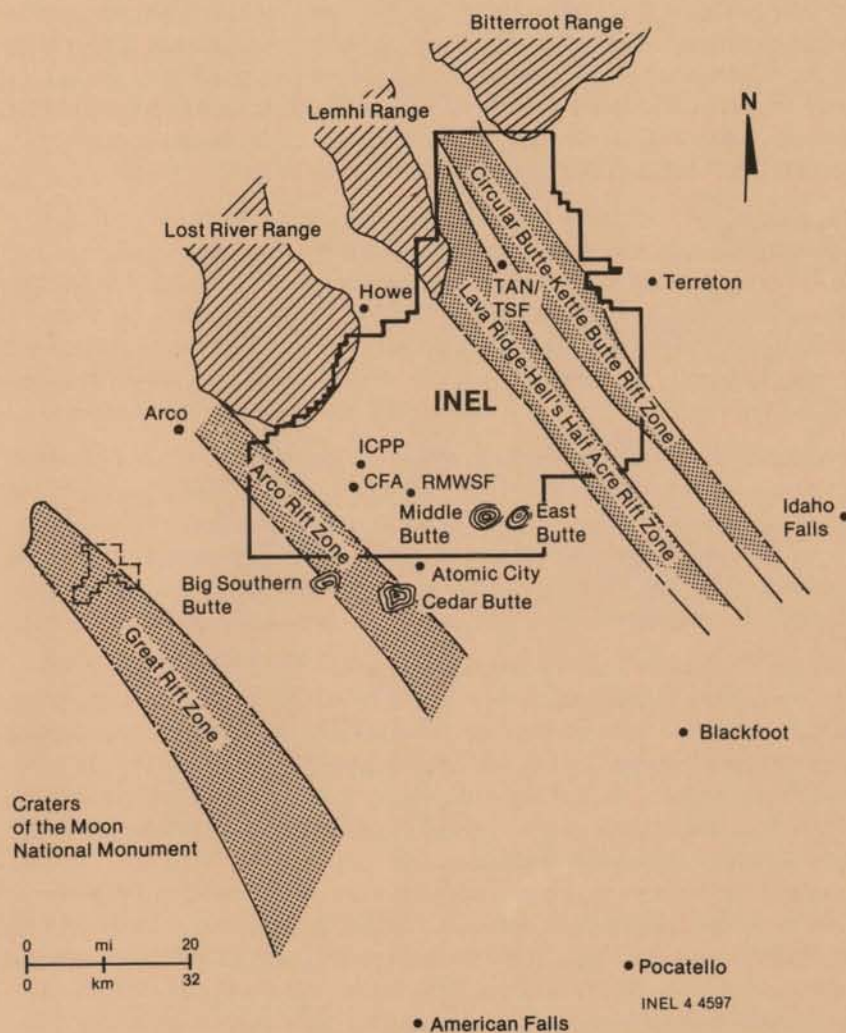 Bitterroot Range
N
Lemhi Range
Lost River Range
Circular Butte-Kettle Butte Rift Zone
Howe
TAN/
TSF
Terreton
Lava Ridge-Hell's Half Acre Rift Zone
INEL
Arco
Arco Rift Zone
ICPP
CFA
RMWSF
Middle
Butte
East
Butte
Idaho
Falls
Big Southern
Butte
Atomic City
Cedar Butte
Great Rift Zone
Blackfoot
Craters
of the Moon
National Monument
0 mi 20
0 km 32
Pocatello
INEL 4 4597
American Falls